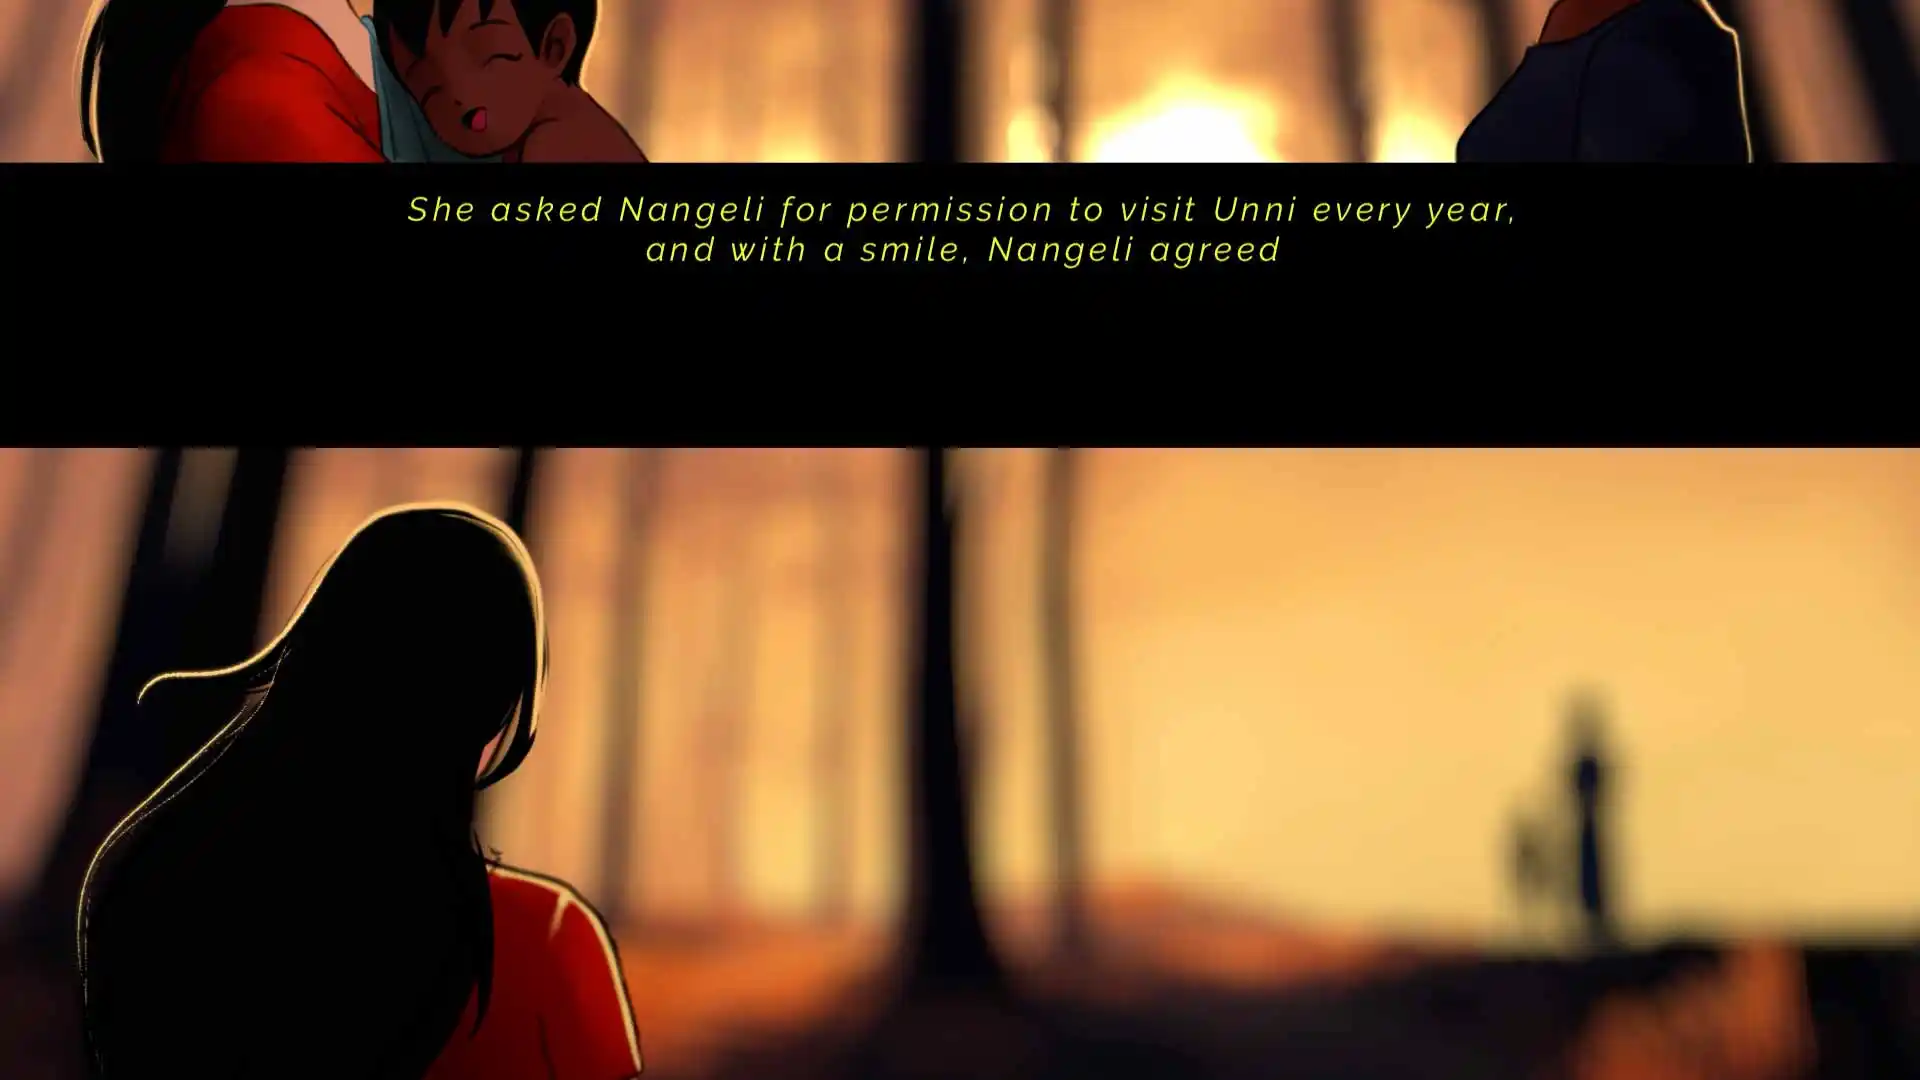 She asked Nangeli for permission to visit Unni every year,
and with a smile, Nangeli agreed